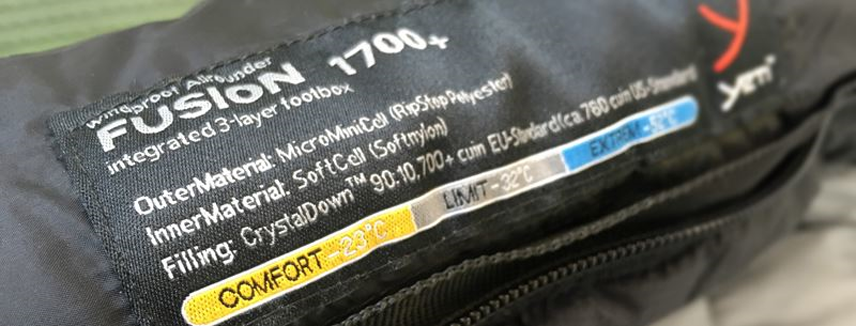 windproof Allrounder
FUSION 1700+
integrated 3-layer toolbox
OuterMaterial: MicroMiniCell (RipStop Polyester)
InnerMaterial: SoftCell (Softnylon)
Filling: CrystalDown™ 90:10, 700+ cuin EU-Standard (ca. 760 cuin US-Standard)
COMFORT -23°C LIMIT -32°C EXTREM -52°C
yeti